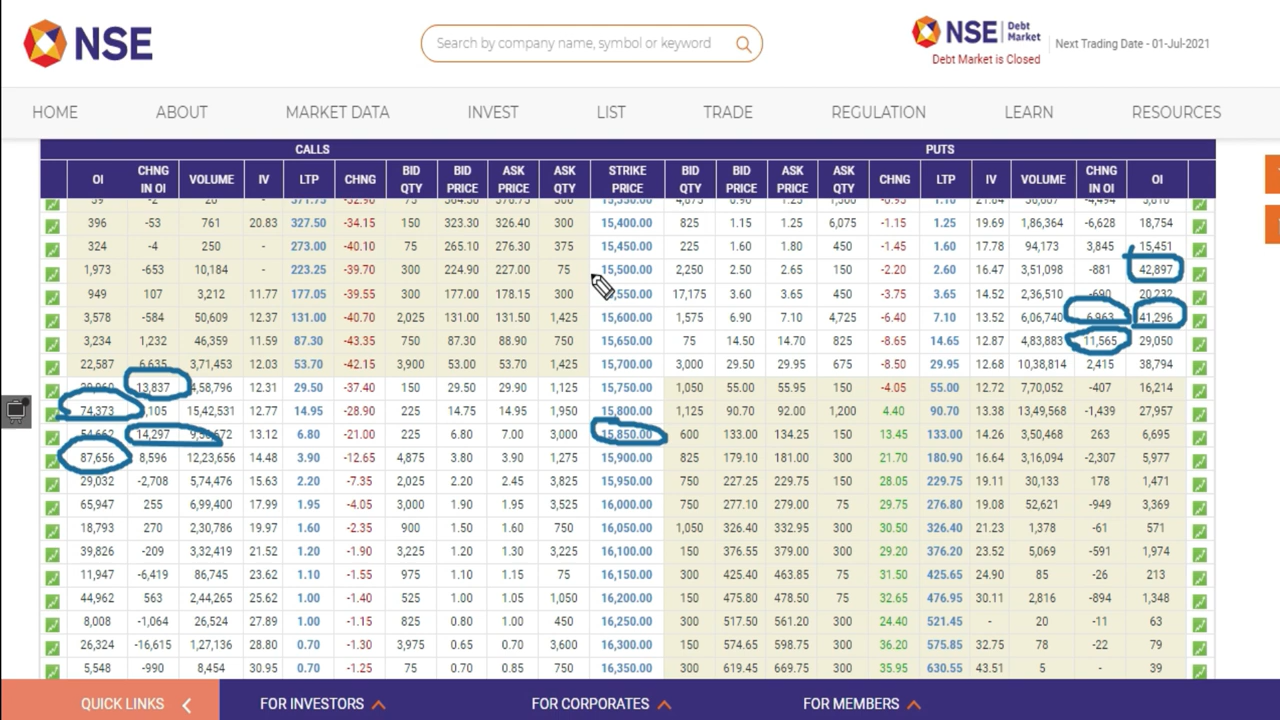 NSE
Search by company name, symbol or keyword
NSE Debt Market
Debt Market is Closed
Next Trading Date - 01-Jul-2021
HOME ABOUT MARKET DATA INVEST LIST TRADE REGULATION LEARN RESOURCES
CALLS PUTS
OI CHNG IN OI VOLUME IV LTP CHNG BID QTY BID PRICE ASK PRICE ASK QTY STRIKE PRICE BID QTY BID PRICE ASK PRICE ASK QTY CHNG LTP IV VOLUME CHNG IN OI OI
396 -53 761 20.83 327.50 -34.15 150 323.30 326.40 300 15,400.00 825 1.15 1.25 6,075 -1.15 1.25 19.69 1,86,364 -6,628 18,754
324 -4 250 - 273.00 -40.10 75 265.10 276.30 375 15,450.00 225 1.60 1.80 450 -1.45 1.60 17.78 94,173 3,845 15,451
1,973 -653 10,184 - 223.25 -39.70 300 224.90 227.00 75 15,500.00 2,250 2.50 2.65 150 -2.20 2.60 16.47 3,51,098 -881 42,897
949 107 3,212 11.77 177.05 -39.55 300 177.00 178.15 300 ,550.00 17,175 3.60 3.65 450 -3.75 3.65 14.52 2,36,510 -690 20,232
3,578 -584 50,609 12.37 131.00 -40.70 2,025 131.00 131.50 1,425 15,600.00 1,575 6.90 7.10 4,725 -6.40 7.10 13.52 6,06,740 6,963 41,296
3,234 1,232 46,359 12.09 87.30 -43.35 750 87.30 88.90 750 15,650.00 75 14.50 14.70 825 -8.65 14.65 12.87 4,83,883 11,565 29,050
22,587 6,635 3,71,453 12.03 53.70 -42.15 3,900 53.00 53.70 1,425 15,700.00 3,000 29.50 29.95 675 -8.50 29.95 12.68 10,38,814 2,415 38,794
13,837 4,58,796 12.31 29.50 -37.40 150 29.50 29.90 1,125 15,750.00 1,050 55.00 55.95 150 -4.05 55.00 12.72 7,70,052 -407 16,214
74,373 ,105 15,42,531 12.77 14.95 -28.90 225 14.75 14.95 1,950 15,800.00 1,125 90.70 92.00 1,200 4.40 90.70 13.38 13,49,568 -1,439 27,957
54,662 14,297 13.12 6.80 -21.00 225 6.80 7.00 3,000 15,850.00 600 133.00 134.25 150 13.45 133.00 14.26 3,50,468 263 6,695
87,656 8,596 12,23,656 14.48 3.90 -12.65 4,875 3.80 3.90 1,275 15,900.00 825 179.10 181.00 300 21.70 180.90 16.64 3,16,094 -2,307 5,977
29,032 -2,708 5,74,476 15.63 2.20 -7.35 2,025 2.20 2.45 3,825 15,950.00 750 227.25 229.75 150 28.05 229.75 19.11 30,133 178 1,471
65,947 255 6,99,400 17.99 1.95 -4.05 3,000 1.90 1.95 3,525 16,000.00 750 277.10 279.00 75 29.75 276.80 19.08 52,621 -949 3,369
18,793 270 2,30,786 19.97 1.60 -2.35 900 1.50 1.60 750 16,050.00 1,050 326.40 332.95 300 30.50 326.40 21.23 1,378 -61 571
39,826 -209 3,32,419 21.52 1.20 -1.90 3,225 1.20 1.30 3,225 16,100.00 150 376.55 379.00 300 29.20 376.20 23.52 5,069 -591 1,974
11,947 -6,419 86,745 23.62 1.10 -1.55 975 1.10 1.15 75 16,150.00 300 425.40 463.85 75 31.50 425.65 24.90 85 -26 213
44,962 563 2,44,265 25.62 1.00 -1.40 525 1.00 1.05 1,050 16,200.00 150 475.80 478.50 75 32.65 476.95 30.11 2,816 -894 1,348
8,008 -1,064 26,524 27.89 1.00 -1.15 825 0.80 1.00 450 16,250.00 300 517.50 561.20 300 24.40 521.45 - 20 -11 63
26,324 -16,615 1,27,136 28.80 0.70 -1.30 3,975 0.65 0.70 3,600 16,300.00 150 574.65 598.75 300 36.20 575.85 32.75 78 -22 79
5,548 -990 8,454 30.95 0.70 -1.25 75 0.70 0.85 750 16,350.00 300 619.45 669.75 300 35.95 630.55 43.51 5 - 39
QUICK LINKS FOR INVESTORS FOR CORPORATES FOR MEMBERS